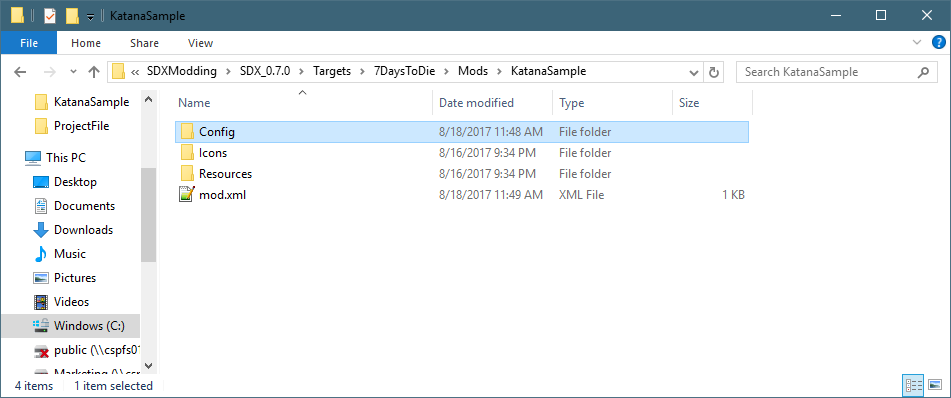 KatanaSample
File Home Share View
« SDXModding > SDX_0.7.0 > Targets > 7DaysToDie > Mods > KatanaSample
Search KatanaSample
Name Date modified Type Size
KatanaSample
ProjectFile
This PC
Desktop
Documents
Downloads
Music
Pictures
Videos
Windows (C:)
public (\\cspfs01
Marketing (\\csp
Config 8/18/2017 11:48 AM File folder
Icons 8/16/2017 9:34 PM File folder
Resources 8/16/2017 9:34 PM File folder
mod.xml 8/18/2017 11:49 AM XML File 1 KB
4 items 1 item selected